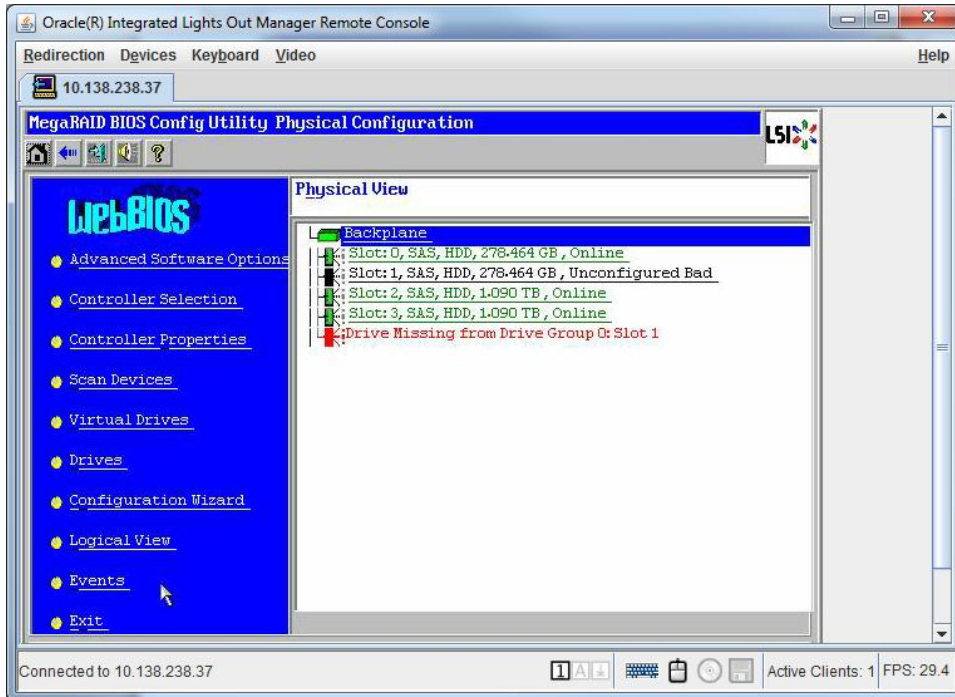 Oracle(R) Integrated Lights Out Manager Remote Console
Redirection Devices Keyboard Video Help
10.138.238.37
MegaRAID BIOS Config Utility Physical Configuration
LSI
?
WebBIOS
Physical View
Backplane
Advanced Software Options
Slot: 0, SAS, HDD, 278.464 GB, Online
Slot: 1, SAS, HDD, 278.464 GB, Unconfigured Bad
Controller Selection
Slot: 2, SAS, HDD, 1.090 TB, Online
Slot: 3, SAS, HDD, 1.090 TB, Online
Controller Properties
Drive Missing from Drive Group 0: Slot 1
Scan Devices
Virtual Drives
Drives
Configuration Wizard
Logical View
Events
Exit
Connected to 10.138.238.37
1 A Active Clients: 1 FPS: 29.4